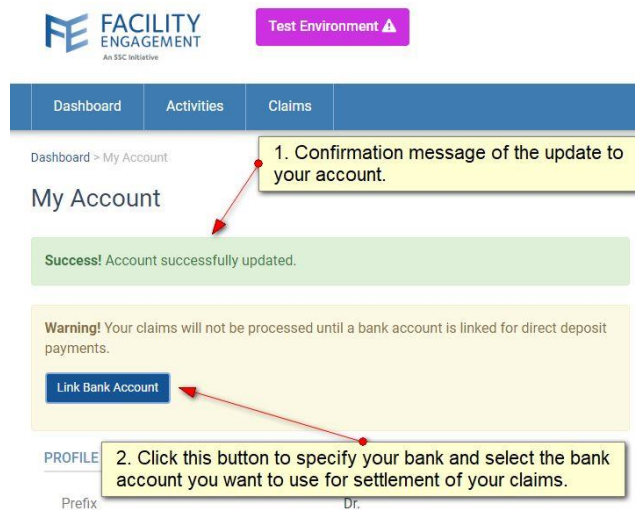 FE FACILITY
ENGAGEMENT
An SSC Initiative
Test Environment
Dashboard Activities Claims
Dashboard > My Account
1. Confirmation message of the update to
your account.
My Account
Success! Account successfully updated.
Warning! Your claims will not be processed until a bank account is linked for direct deposit
payments.
Link Bank Account
PROFILE
2. Click this button to specify your bank and select the bank
account you want to use for settlement of your claims.
Prefix Dr.